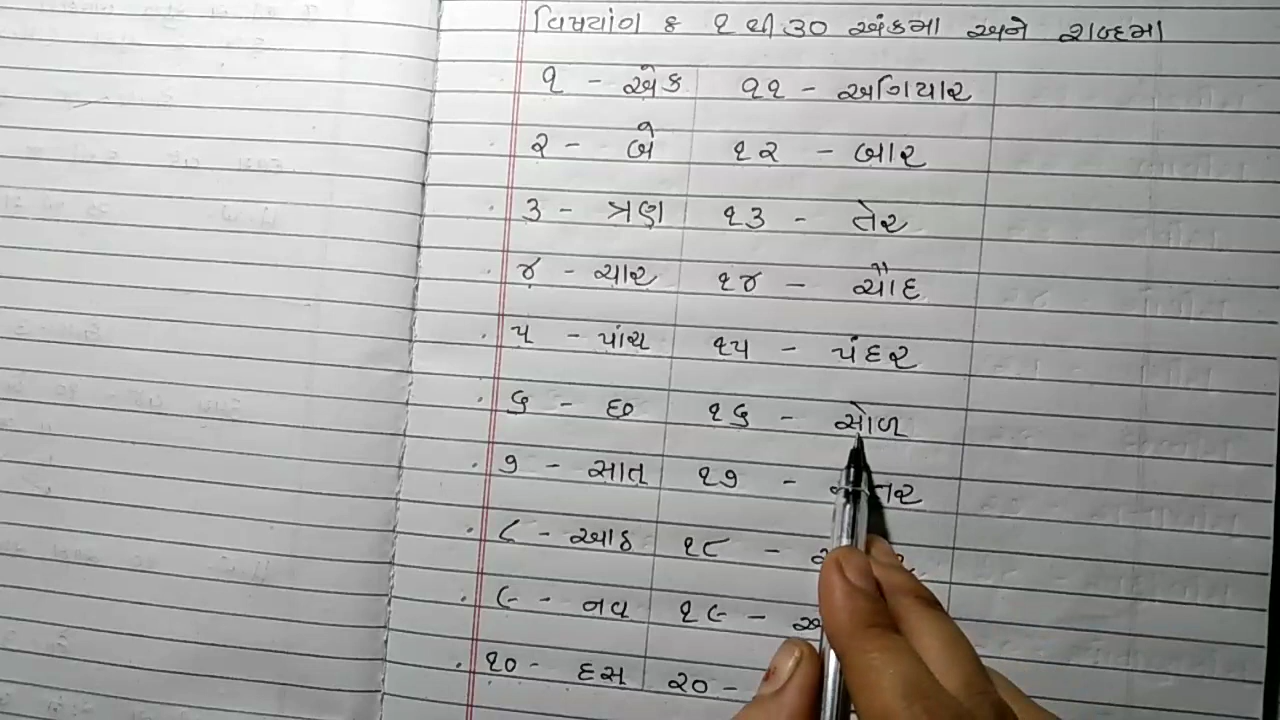 વિષયાંગ ૪ ૧ થી ૩૦ અંકમા અને શબ્દમા
૧ - એક ૧૧ - અગિયાર
૨ - બે ૧૨ - બાર
૩ - ત્રણ ૧૩ - તેર
૪ - ચાર ૧૪ - ચૌદ
૫ - પાંચ ૧૫ - પંદર
૬ - છ ૧૬ - સોળ
૭ - સાત ૧૭ -
૮ - આઠ ૧૮ -
૯ - નવ ૧૯ -
૧૦ - દસ ૨૦ -